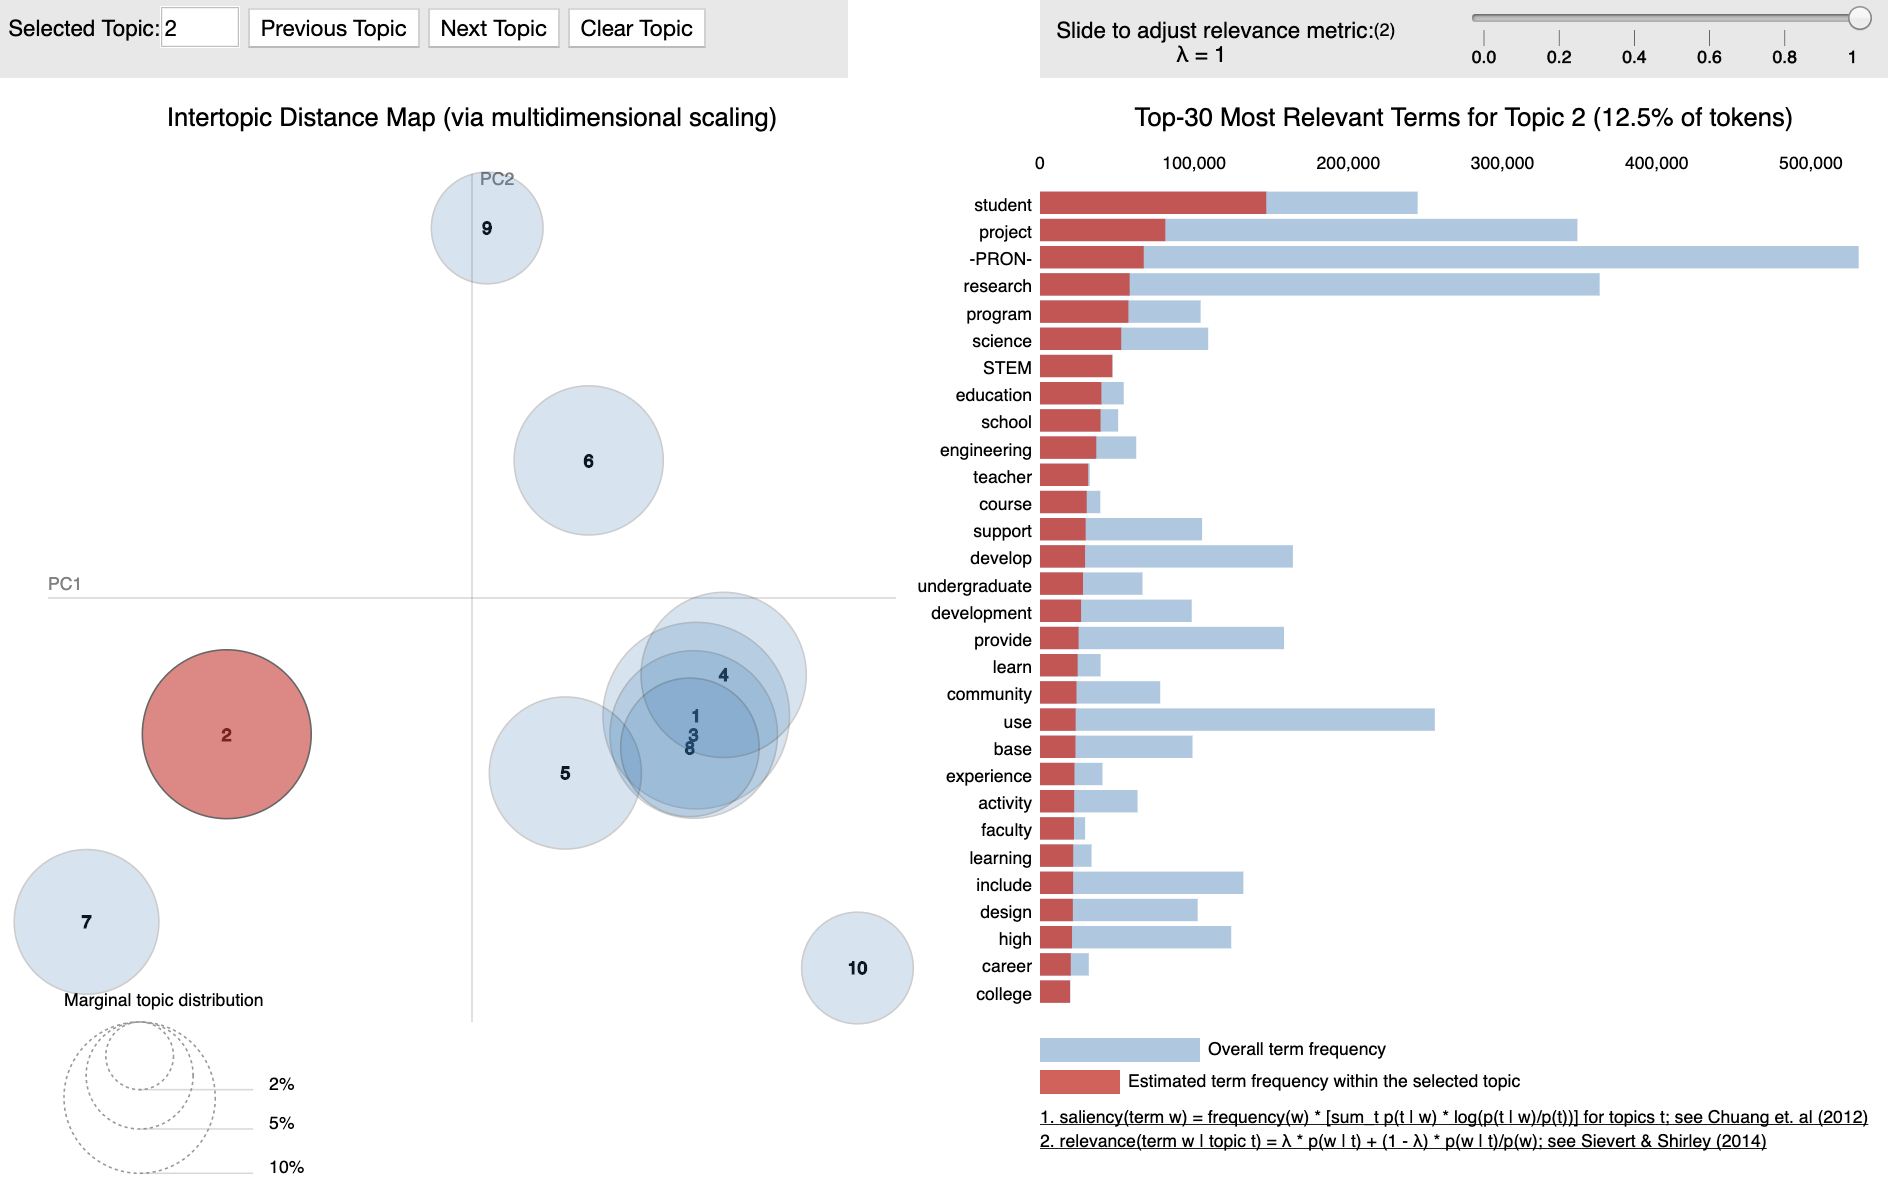 Selected Topic: 2 Previous Topic Next Topic Clear Topic
Slide to adjust relevance metric:(2)
λ = 1
0.0 0.2 0.4 0.6 0.8 1
Intertopic Distance Map (via multidimensional scaling)
PC2
9
6
PC1
4
1
3
8
2
5
7
10
Marginal topic distribution
2%
5%
10%
Top-30 Most Relevant Terms for Topic 2 (12.5% of tokens)
0 100,000 200,000 300,000 400,000 500,000
student
project
-PRON-
research
program
science
STEM
education
school
engineering
teacher
course
support
develop
undergraduate
development
provide
learn
community
use
base
experience
activity
faculty
learning
include
design
high
career
college
Overall term frequency
Estimated term frequency within the selected topic
1. saliency(term w) = frequency(w) * [sum_t p(t | w) * log(p(t | w)/p(t))] for topics t; see Chuang et. al (2012)
2. relevance(term w | topic t) = λ * p(w | t) + (1 - λ) * p(w | t)/p(w); see Sievert & Shirley (2014)